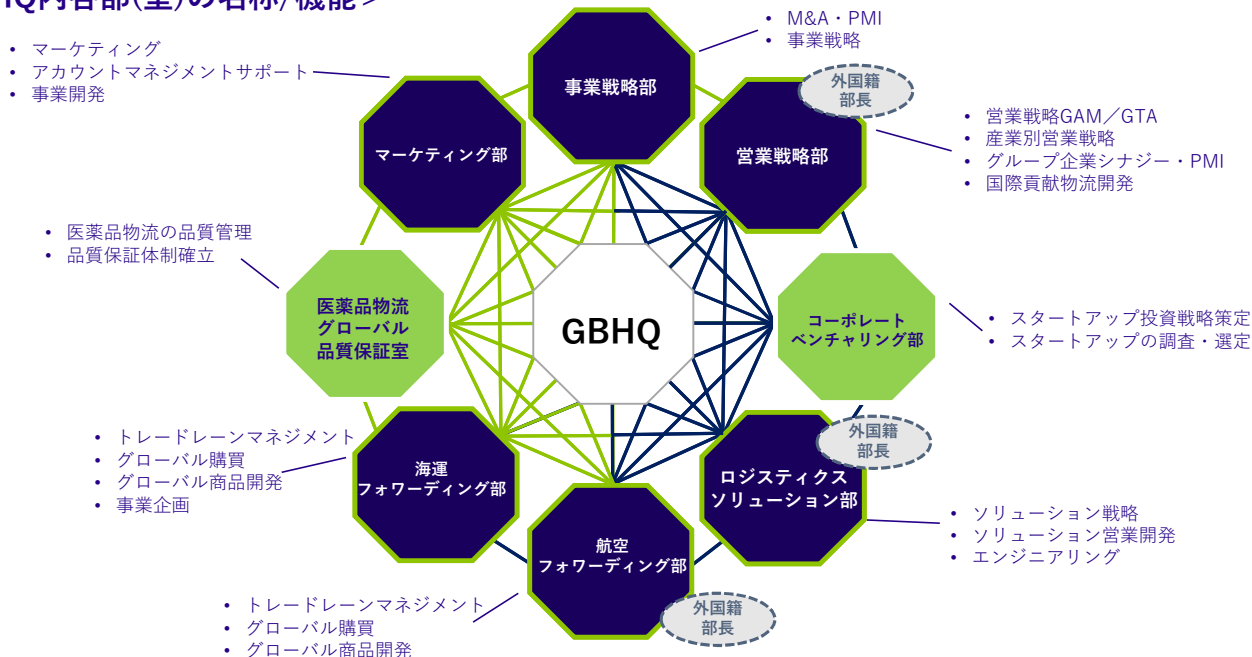 IQ内各部(室)の名称/機能＞
• M&A・PMI
• 事業戦略
• マーケティング
• アカウントマネジメントサポート
• 事業開発
事業戦略部
外国籍
部長
マーケティング部
営業戦略部
• 営業戦略GAM／GTA
• 産業別営業戦略
• グループ企業シナジー・PMI
• 国際貢献物流開発
• 医薬品物流の品質管理
• 品質保証体制確立
医薬品物流
グローバル
品質保証室
GBHQ
コーポレート
ベンチャリング部
• スタートアップ投資戦略策定
• スタートアップの調査・選定
• トレードレーンマネジメント
• グローバル購買
• グローバル商品開発
• 事業企画
海運
フォワーディング部
外国籍
部長
ロジスティクス
ソリューション部
• ソリューション戦略
• ソリューション営業開発
• エンジニアリング
航空
フォワーディング部
外国籍
部長
• トレードレーンマネジメント
• グローバル購買
• グローバル商品開発